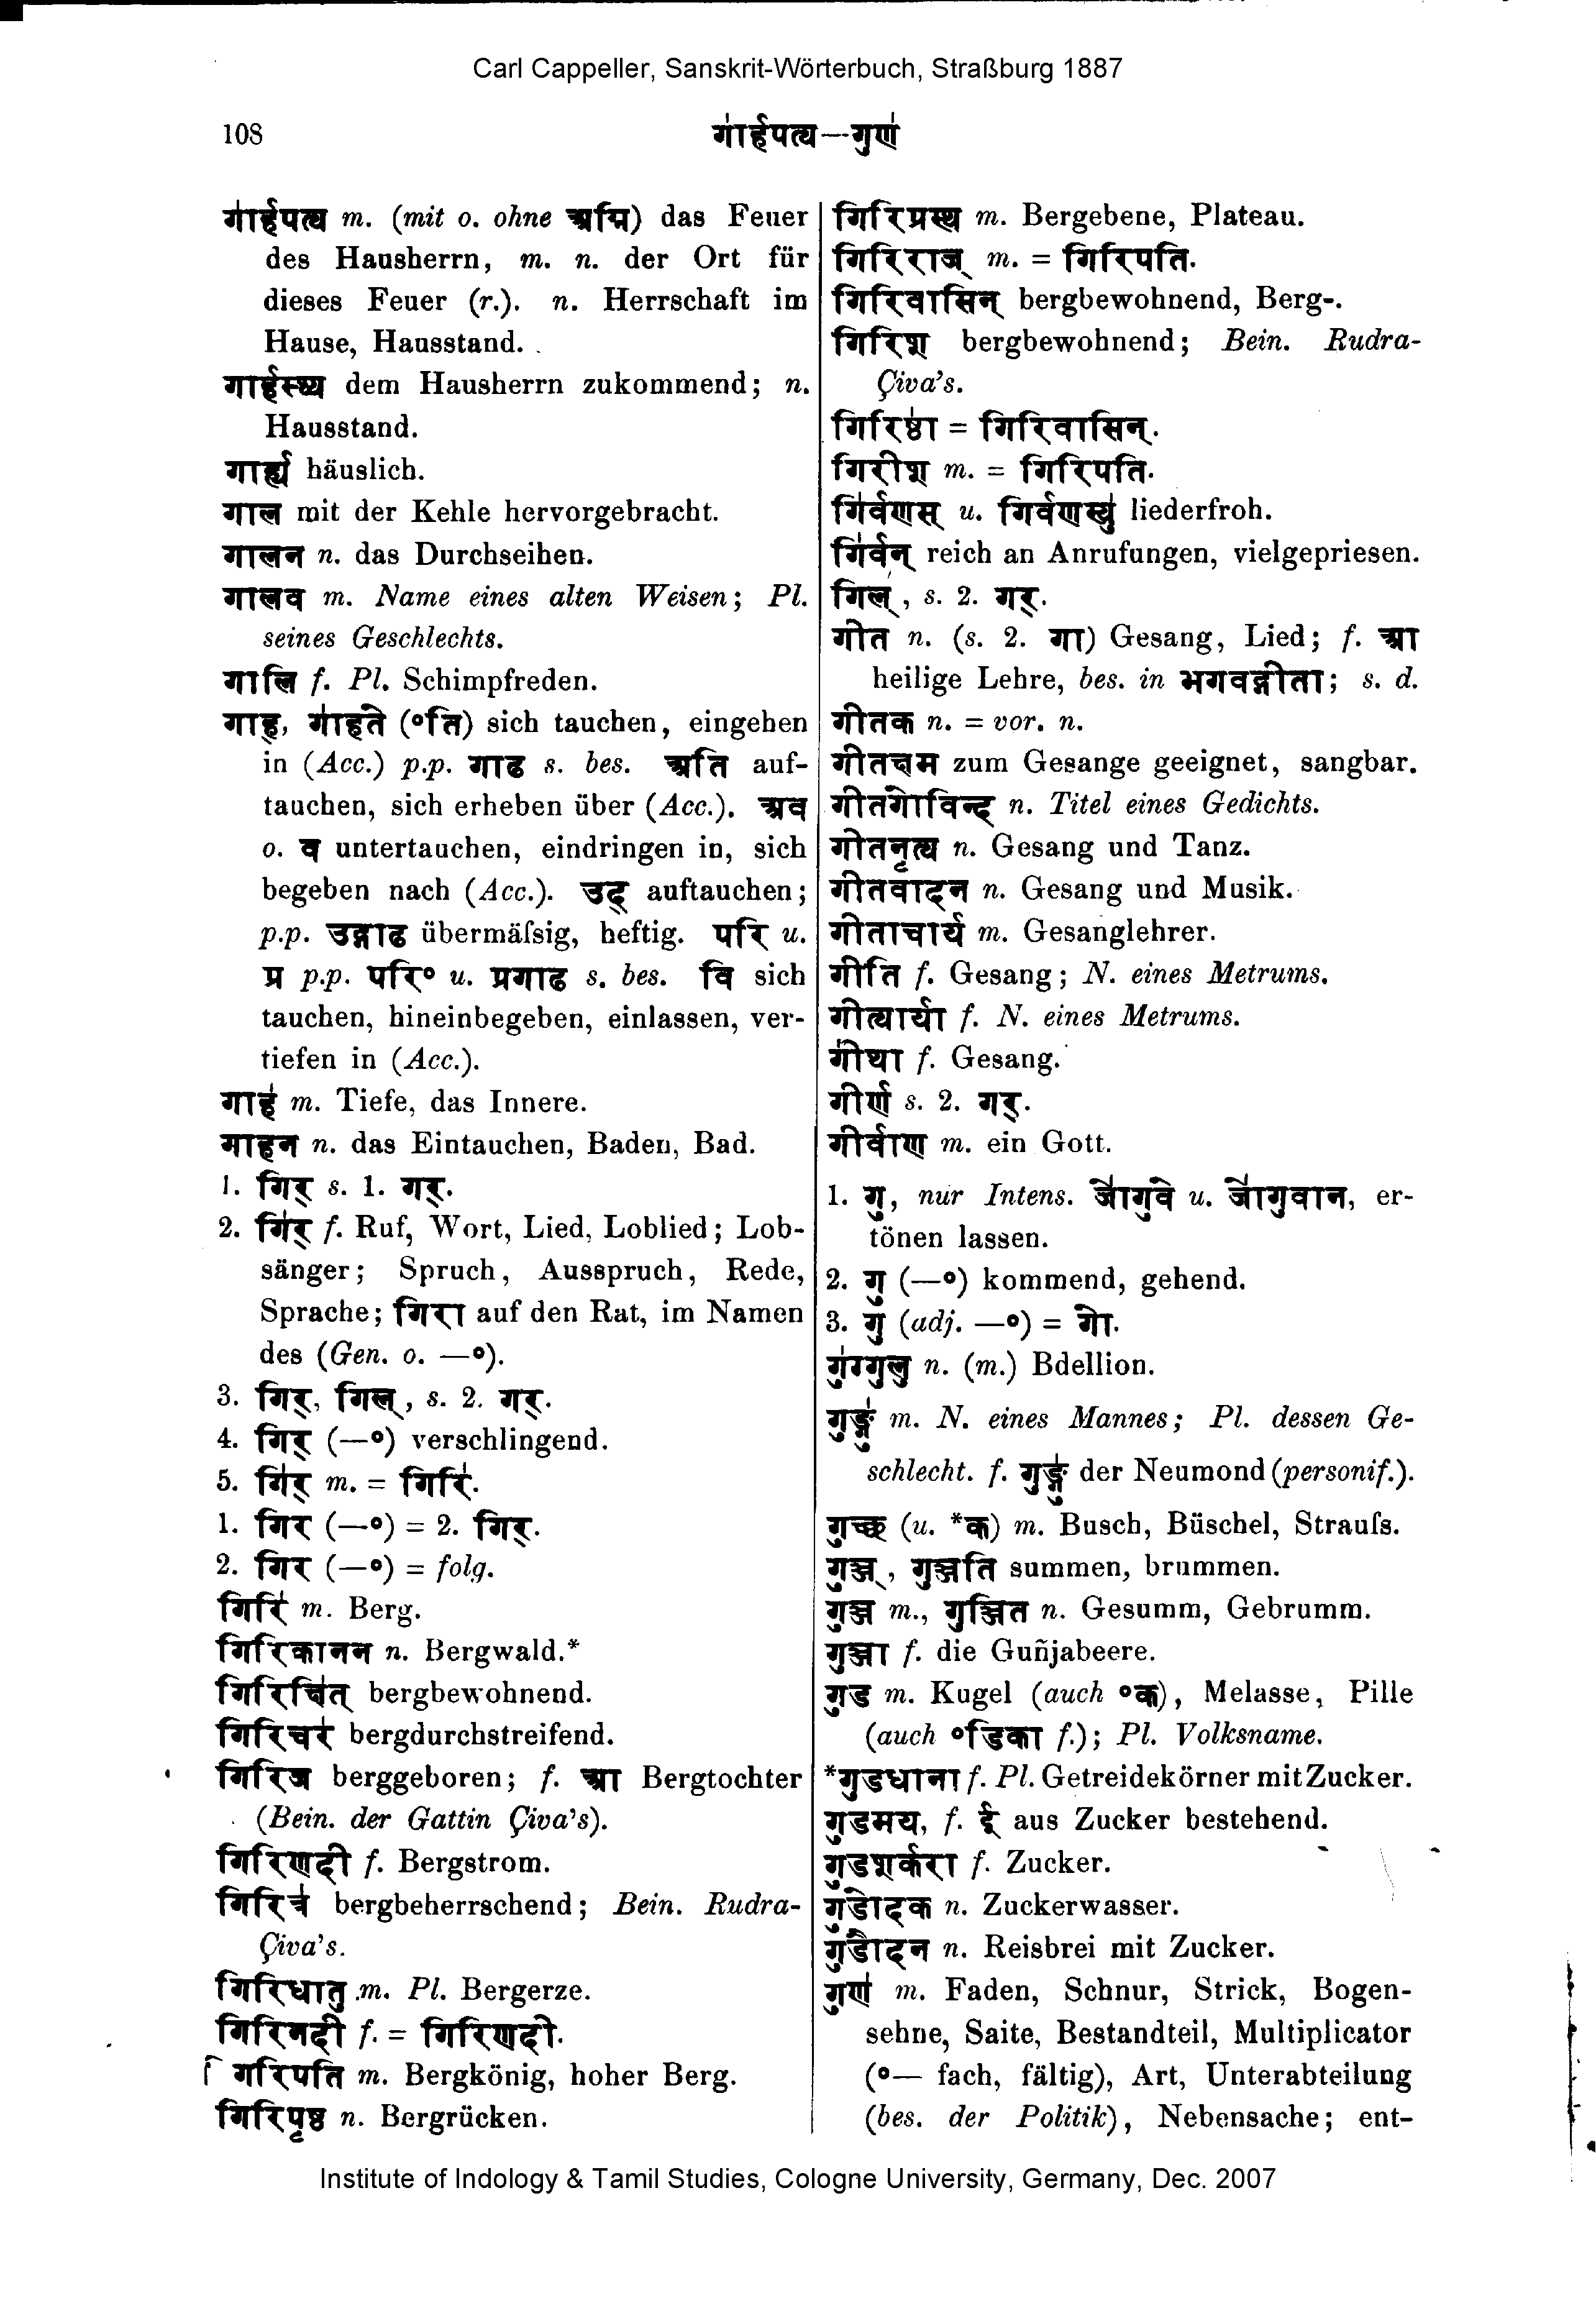 Carl Cappeller, Sanskrit-Wörterbuch, Straßburg 1887
108
गा॑र्हपत्य—गुण॑
गा॑र्हपत्य m. (mit o. ohne अग्नि) das Feuer
des Hausherrn, m. n. der Ort für
dieses Feuer (r.). n. Herrschaft im
Hause, Hausstand.
गार्हस्थ्य dem Hausherrn zukommend; n.
Hausstand.
गार्ह्य häuslich.
गाल mit der Kehle hervorgebracht.
गालन n. das Durchseihen.
गालव m. Name eines alten Weisen; Pl.
seines Geschlechts.
गालि f. Pl. Schimpfreden.
गाह्, गा॑हते (°ति) sich tauchen, eingehen
in (Acc.) p.p. गाढ s. bes. अति auf-
tauchen, sich erheben über (Acc.). अव
o. व untertauchen, eindringen in, sich
begeben nach (Acc.). उद् auftauchen;
p.p. उद्गाढ übermäſsig, heftig. परि u.
प्र p.p. परि° u. प्रगाढ s. bes. वि sich
tauchen, hineinbegeben, einlassen, ver-
tiefen in (Acc.).
गाह॑ m. Tiefe, das Innere.
गाहन n. das Eintauchen, Baden, Bad.
1. गिर् s. 1. गर्.
2. गि॑र् f. Ruf, Wort, Lied, Loblied; Lob-
sänger; Spruch, Ausspruch, Rede,
Sprache; गिरा auf den Rat, im Namen
des (Gen. o. —°).
3. गिर्, गिल्, s. 2. गर्.
4. गिर् (—°) verschlingend.
5. गि॑र् m. = गिरि॑.
1. गिर (—°) = 2. गिर्.
2. गिर (—°) = folg.
गिरि॑ m. Berg.
गिरिकानन n. Bergwald.*
गिरिक्षि॑त् bergbewohnend.
गिरिचर॑ bergdurchstreifend.
गिरिज berggeboren; f. आ Bergtochter
(Bein. der Gattin Çiva's).
गिरिणदी f. Bergstrom.
गिरित्र॑ bergbeherrschend; Bein. Rudra-
Çiva's.
गिरिधातु m. Pl. Bergerze.
गिरिनदी f. = गिरिणदी.
गिरिपति m. Bergkönig, hoher Berg.
गिरिपृष्ठ n. Bergrücken.
गिरिप्रस्थ m. Bergebene, Plateau.
गिरिराज् m. = गिरिपति.
गिरिवासिन् bergbewohnend, Berg-.
गिरिश bergbewohnend; Bein. Rudra-
Çiva's.
गिरिष्ठा॑ = गिरिवासिन्.
गिरीश m. = गिरिपति.
गि॑र्वणस् u. गिर्वणस्यु॑ liederfroh.
गि॑र्वन् reich an Anrufungen, vielgepriesen.
गिल्, s. 2. गर्.
गीत n. (s. 2. गा) Gesang, Lied; f. आ
heilige Lehre, bes. in भगवद्गीता; s. d.
गीतक n. = vor. n.
गीतक्षम zum Gesange geeignet, sangbar.
गीतगोविन्द n. Titel eines Gedichts.
गीतनृत्य n. Gesang und Tanz.
गीतवादन n. Gesang und Musik.
गीताचार्य m. Gesanglehrer.
गीति f. Gesang; N. eines Metrums.
गीत्यार्या f. N. eines Metrums.
गी॑था f. Gesang.
गीर्ण s. 2. गर्.
गीर्वाण m. ein Gott.
1. गु, nur Intens. जो॑गुवे u. जो॑गुवान, er-
tönen lassen.
2. गु (—°) kommend, gehend.
3. गु (adj. —°) = गो.
गु॑ग्गुलु n. (m.) Bdellion.
गुङ्गु॑ m. N. eines Mannes; Pl. dessen Ge-
schlecht. f. गुङ्गू॑ der Neumond (personif.).
गुच्छ (u. *क) m. Busch, Büschel, Strauſs.
गुञ्ज्, गुञ्जति summen, brummen.
गुञ्ज m., गुञ्जित n. Gesumm, Gebrumm.
गुञ्जा f. die Guñjabeere.
गुड m. Kugel (auch °क), Melasse, Pille
(auch °डिका f.); Pl. Volksname.
*गुडधाना f. Pl. Getreidekörner mit Zucker.
गुडमय, f. ई aus Zucker bestehend.
गुडशर्करा f. Zucker.
गुडोदक n. Zuckerwasser.
गुडौदन n. Reisbrei mit Zucker.
गुण॑ m. Faden, Schnur, Strick, Bogen-
sehne, Saite, Bestandteil, Multiplicator
(°— fach, fältig), Art, Unterabteilung
(bes. der Politik), Nebensache; ent-
Institute of Indology & Tamil Studies, Cologne University, Germany, Dec. 2007